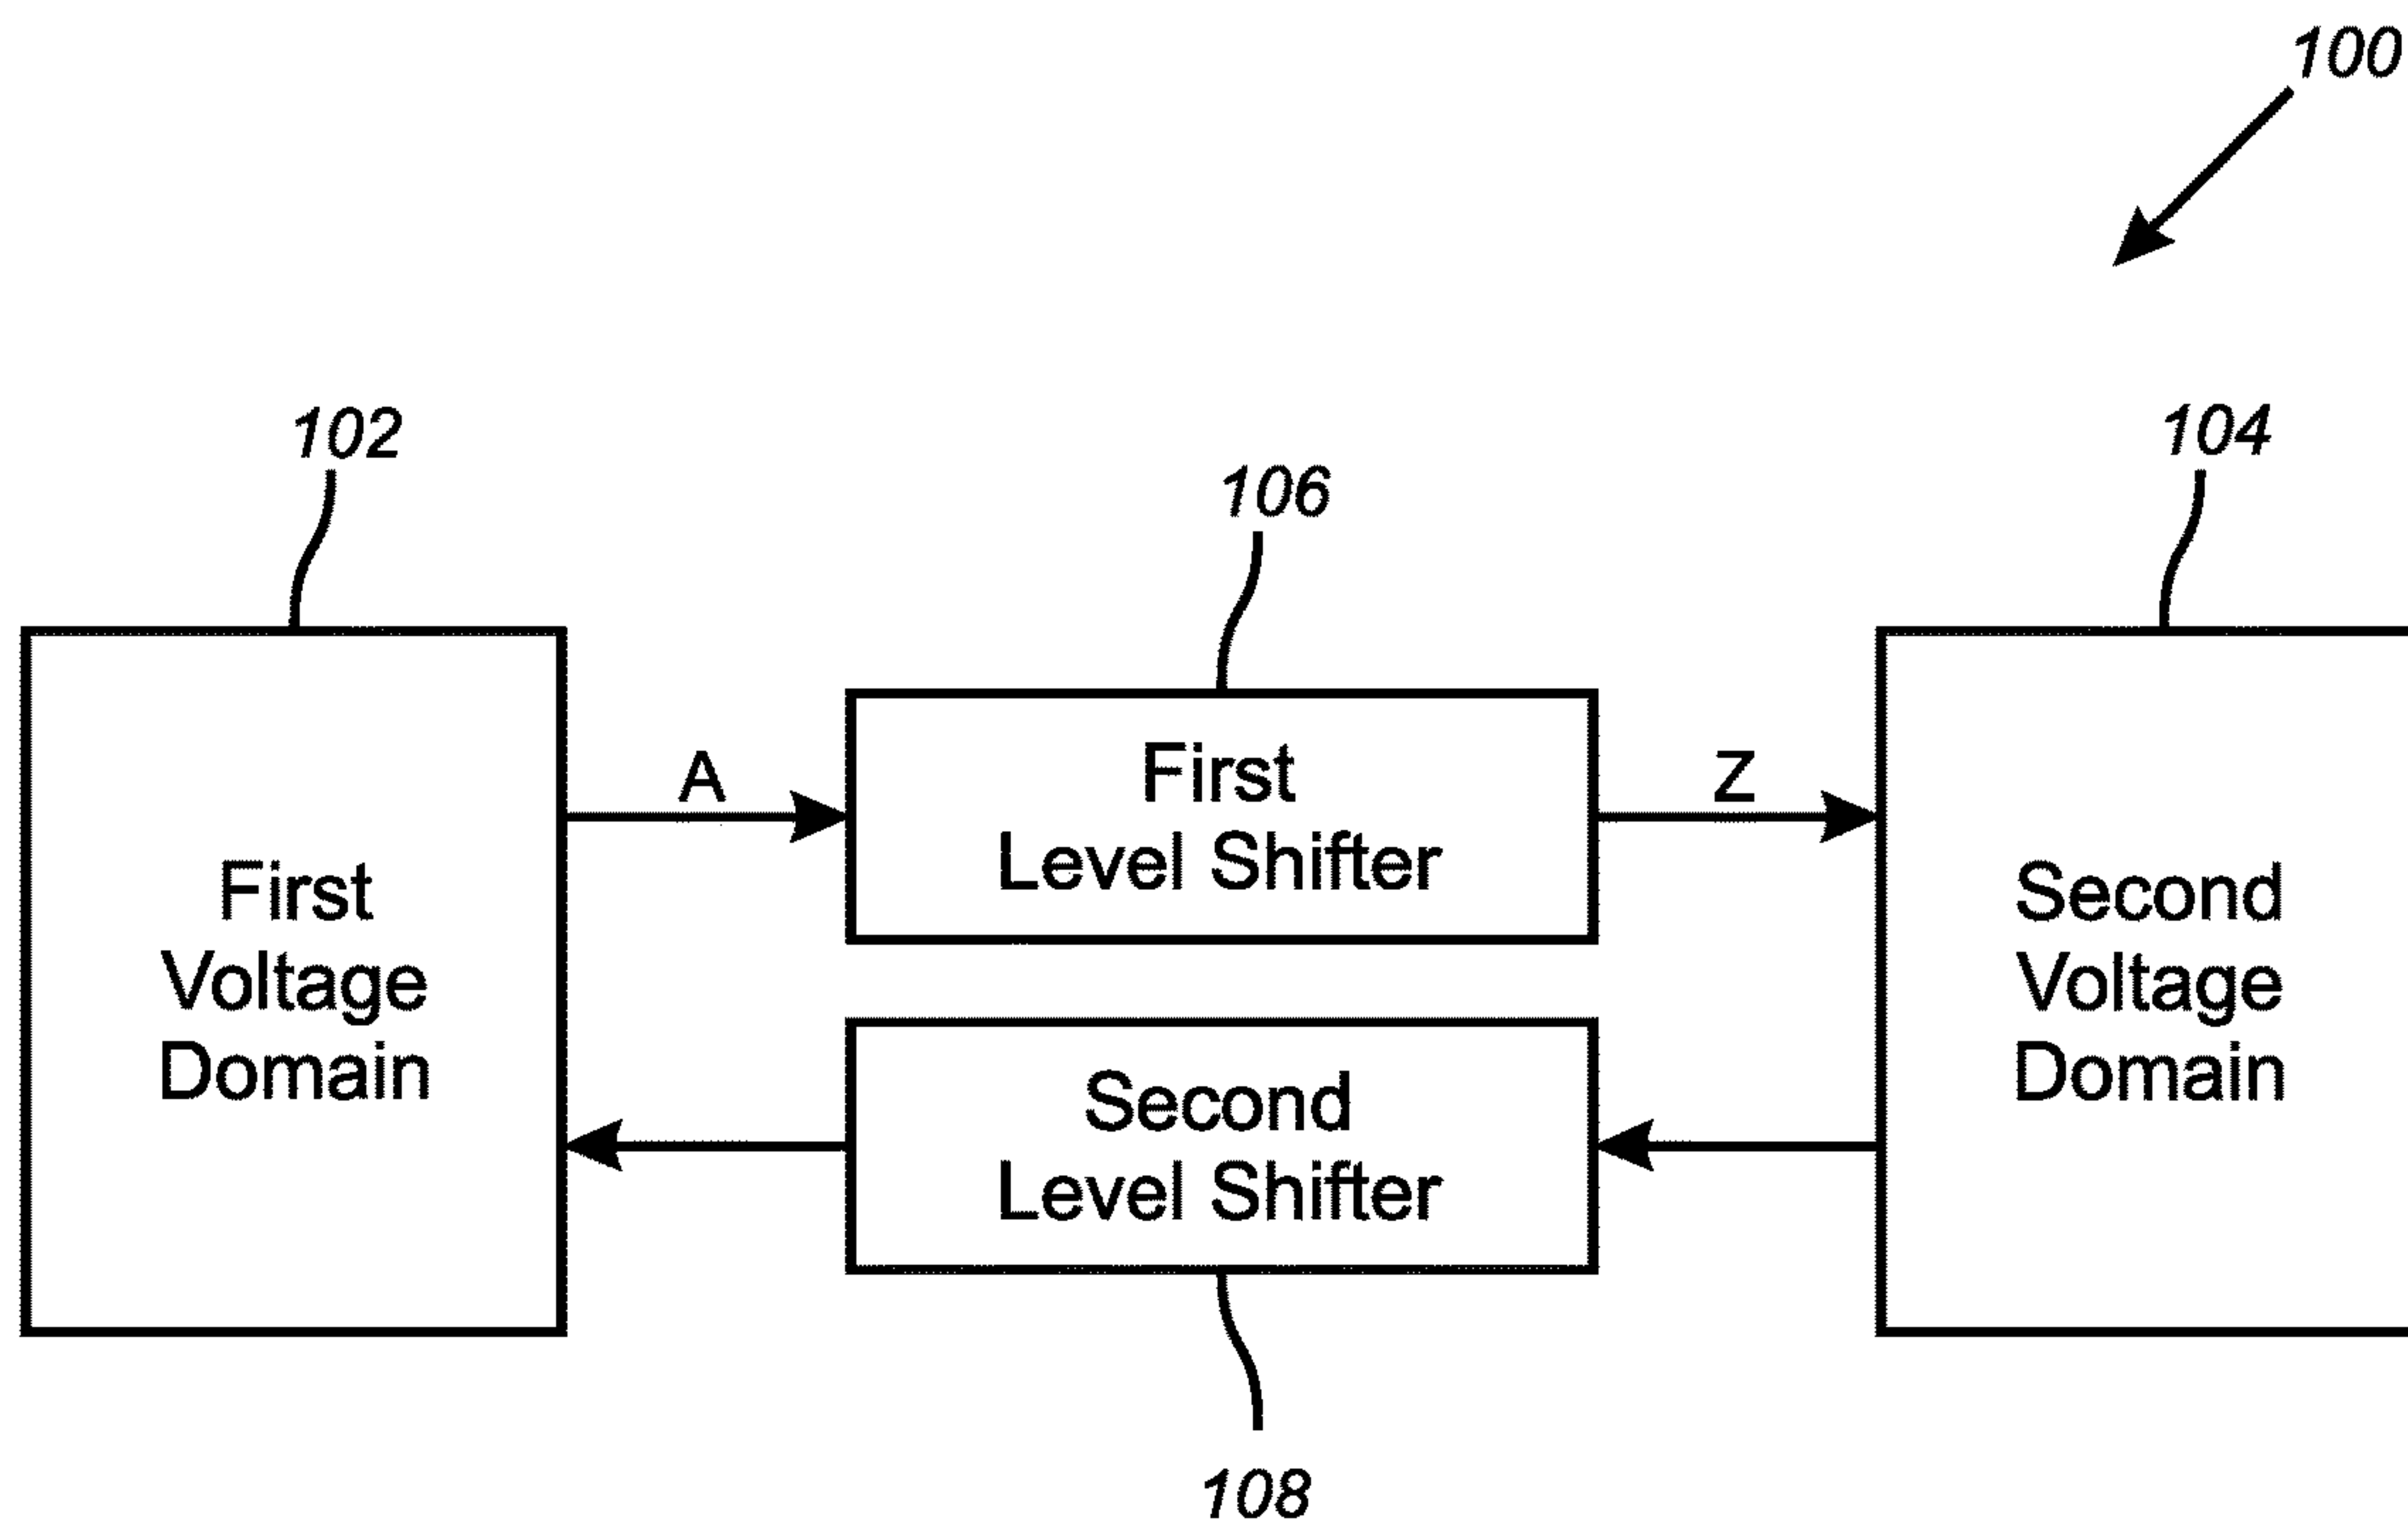 100
102
106
104
A
First
Level Shifter
Z
First
Voltage
Domain
Second
Voltage
Domain
Second
Level Shifter
108